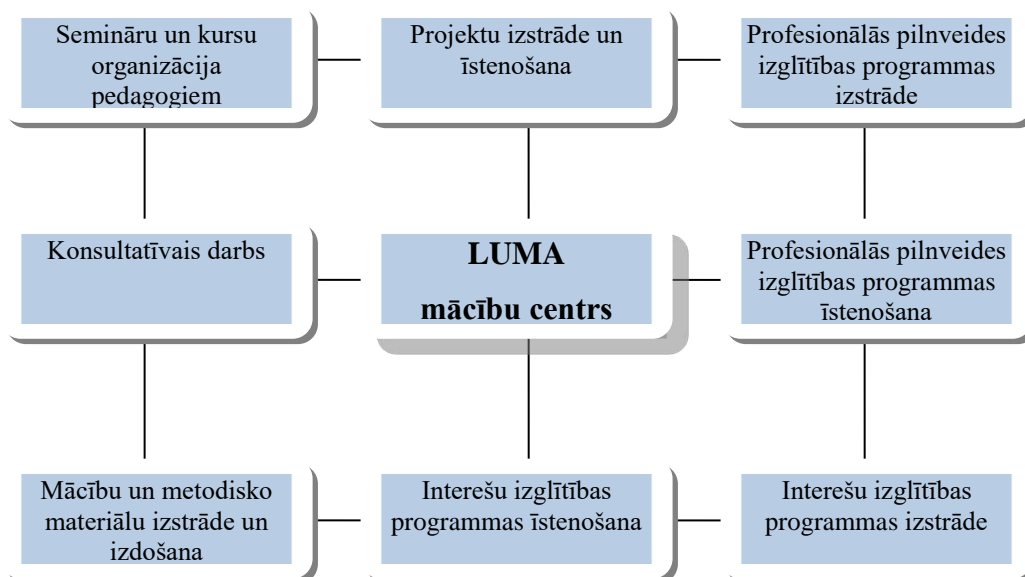 Semināru un kursu
organizācija
pedagogiem
Projektu izstrāde un
īstenošana
Profesionālās pilnveides
izglītības programmas
izstrāde
Konsultatīvais darbs
LUMA
mācību centrs
Profesionālās pilnveides
izglītības programmas
īstenošana
Mācību un metodisko
materiālu izstrāde un
izdošana
Interešu izglītības
programmas īstenošana
Interešu izglītības
programmas izstrāde